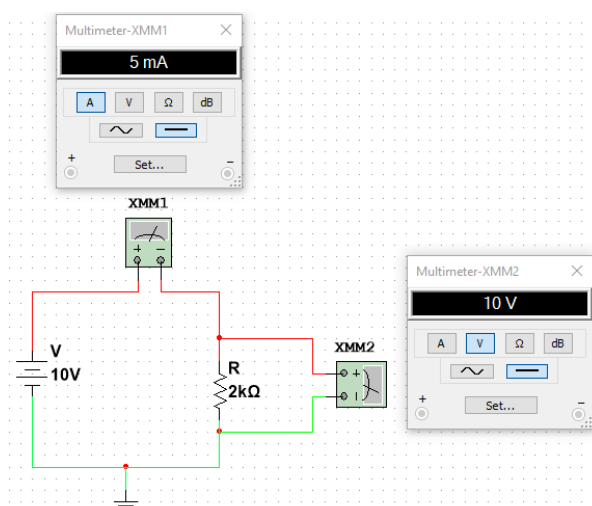 Multimeter-XMM1
5 mA
A V Ω dB
+ Set... -
XMM1
+ -
Multimeter-XMM2
10 V
A V Ω dB
+ Set... -
XMM2
+
V
10V
R
2kΩ